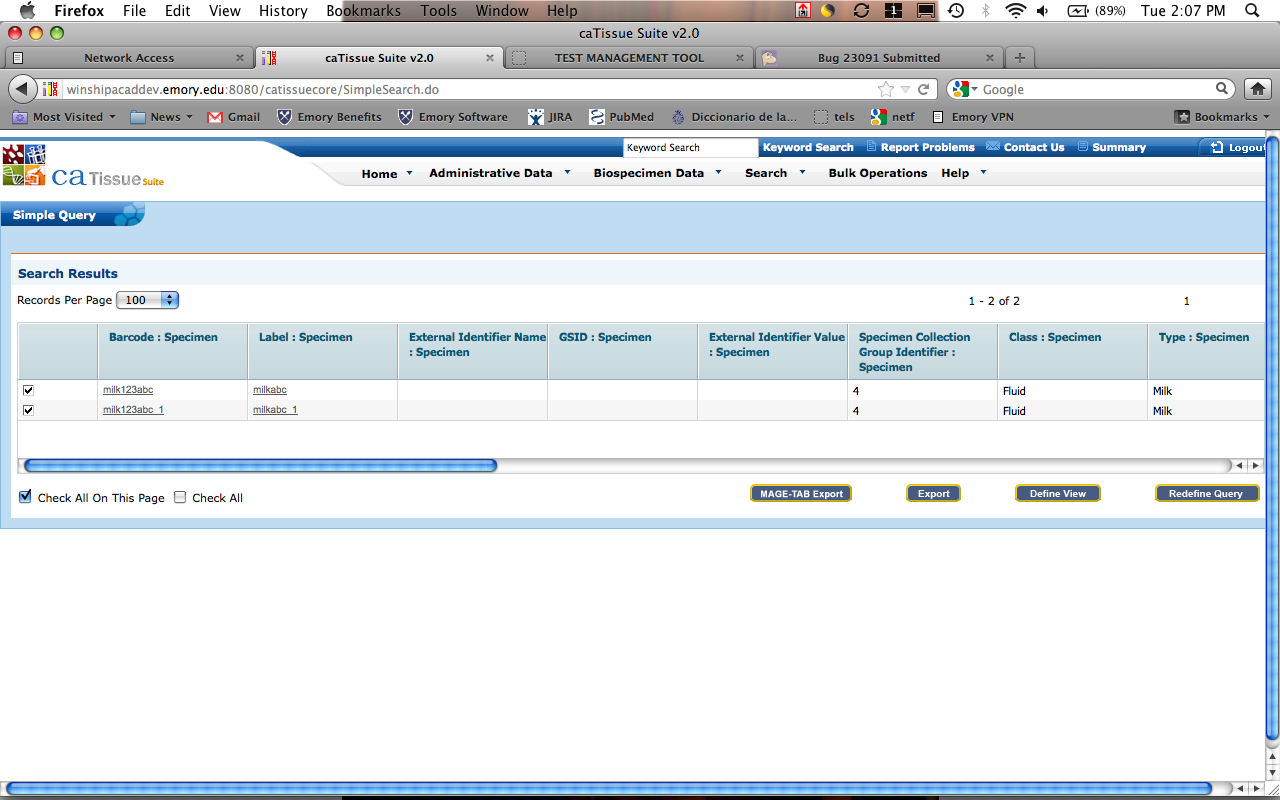 Firefox File Edit View History Bookmarks Tools Window Help 1 (89%) Tue 2:07 PM
caTissue Suite v2.0
Network Access caTissue Suite v2.0 TEST MANAGEMENT TOOL Bug 23091 Submitted
winshipacaddev.emory.edu:8080/catissuecore/SimpleSearch.do Google
Most Visited News Gmail Emory Benefits Emory Software JIRA PubMed Diccionario de la... tels netf Emory VPN Bookmarks
Keyword Search Keyword Search Report Problems Contact Us Summary Logout
ca Tissue Suite
Home Administrative Data Biospecimen Data Search Bulk Operations Help
Simple Query
Search Results
Records Per Page 100 1 - 2 of 2 1
Barcode : Specimen Label : Specimen External Identifier Name GSID : Specimen External Identifier Value Specimen Collection Class : Specimen Type : Specimen
: Specimen : Specimen Group Identifier :
Specimen
milk123abc milkabc 4 Fluid Milk
milk123abc_1 milkabc_1 4 Fluid Milk
Check All On This Page Check All MAGE-TAB Export Export Define View Redefine Query